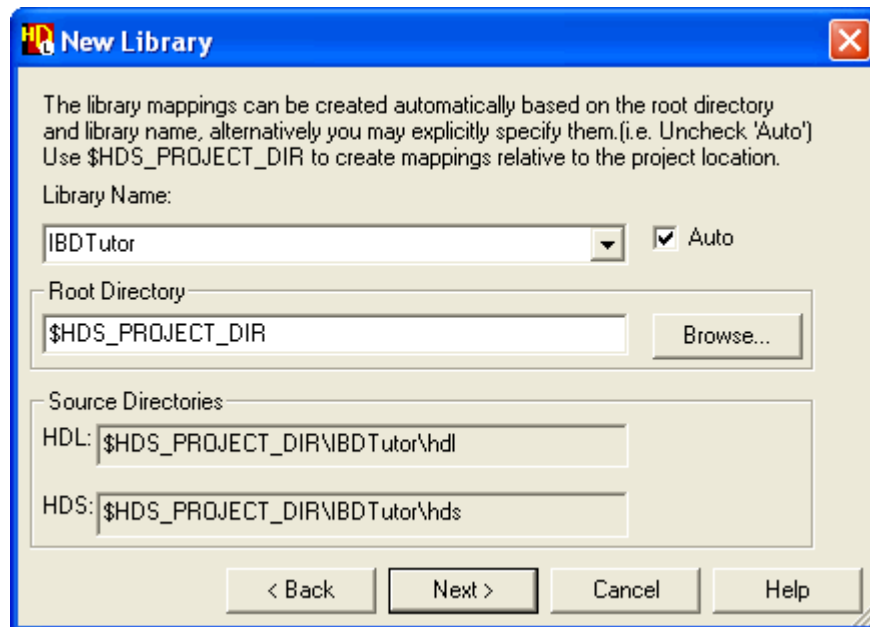 HDL New Library
The library mappings can be created automatically based on the root directory
and library name, alternatively you may explicitly specify them.(i.e. Uncheck 'Auto')
Use $HDS_PROJECT_DIR to create mappings relative to the project location.
Library Name:
IBDTutor Auto
Root Directory
$HDS_PROJECT_DIR Browse...
Source Directories
HDL: $HDS_PROJECT_DIR\IBDTutor\hdl
HDS: $HDS_PROJECT_DIR\IBDTutor\hds
< Back Next > Cancel Help